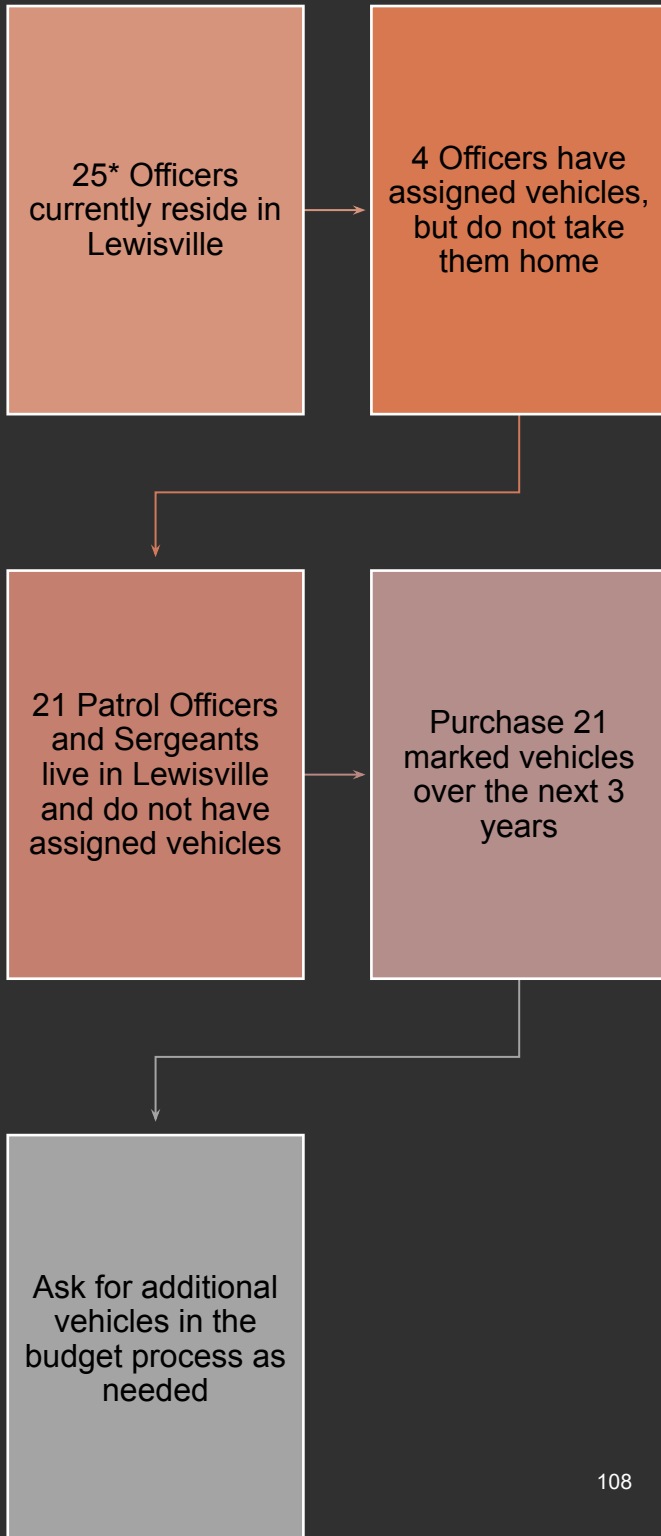 25* Officers
currently reside in
Lewisville
4 Officers have
assigned vehicles,
but do not take
them home
21 Patrol Officers
and Sergeants
live in Lewisville
and do not have
assigned vehicles
Purchase 21
marked vehicles
over the next 3
years
Ask for additional
vehicles in the
budget process as
needed
108